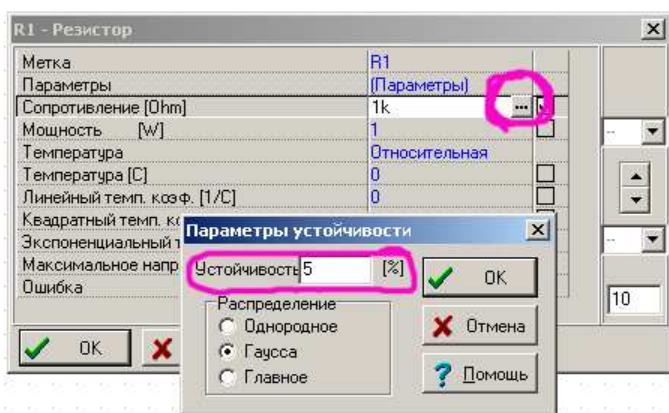 R1 - Резистор
Метка R1
Параметры (Параметры)
Сопротивление [Ohm] 1k ...
Мощность [W] 1
Температура Относительная
Температура [C] 0
Линейный темп. коэф. [1/C] 0
Квадратный темп.
Экспоненциальный
Максимальное
Ошибка
--
--
10
OK
Параметры устойчивости
Устойчивость 5 [%]
Распределение
Однородное
Гаусса
Главное
OK
Отмена
Помощь